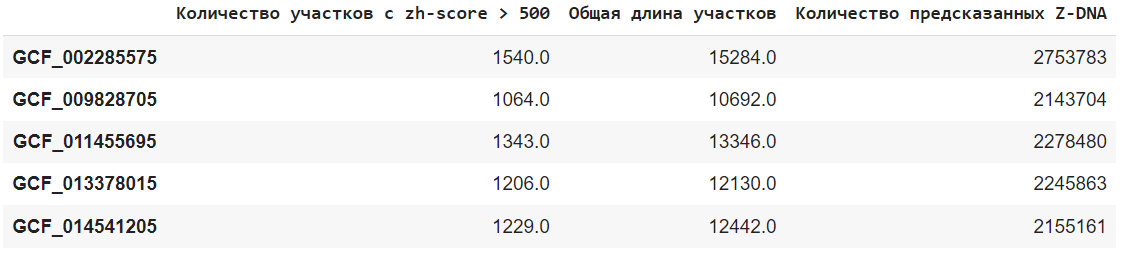 Количество участков с zh-score > 500 Общая длина участков Количество предсказанных Z-DNA
GCF_002285575 1540.0 15284.0 2753783
GCF_009828705 1064.0 10692.0 2143704
GCF_011455695 1343.0 13346.0 2278480
GCF_013378015 1206.0 12130.0 2245863
GCF_014541205 1229.0 12442.0 2155161